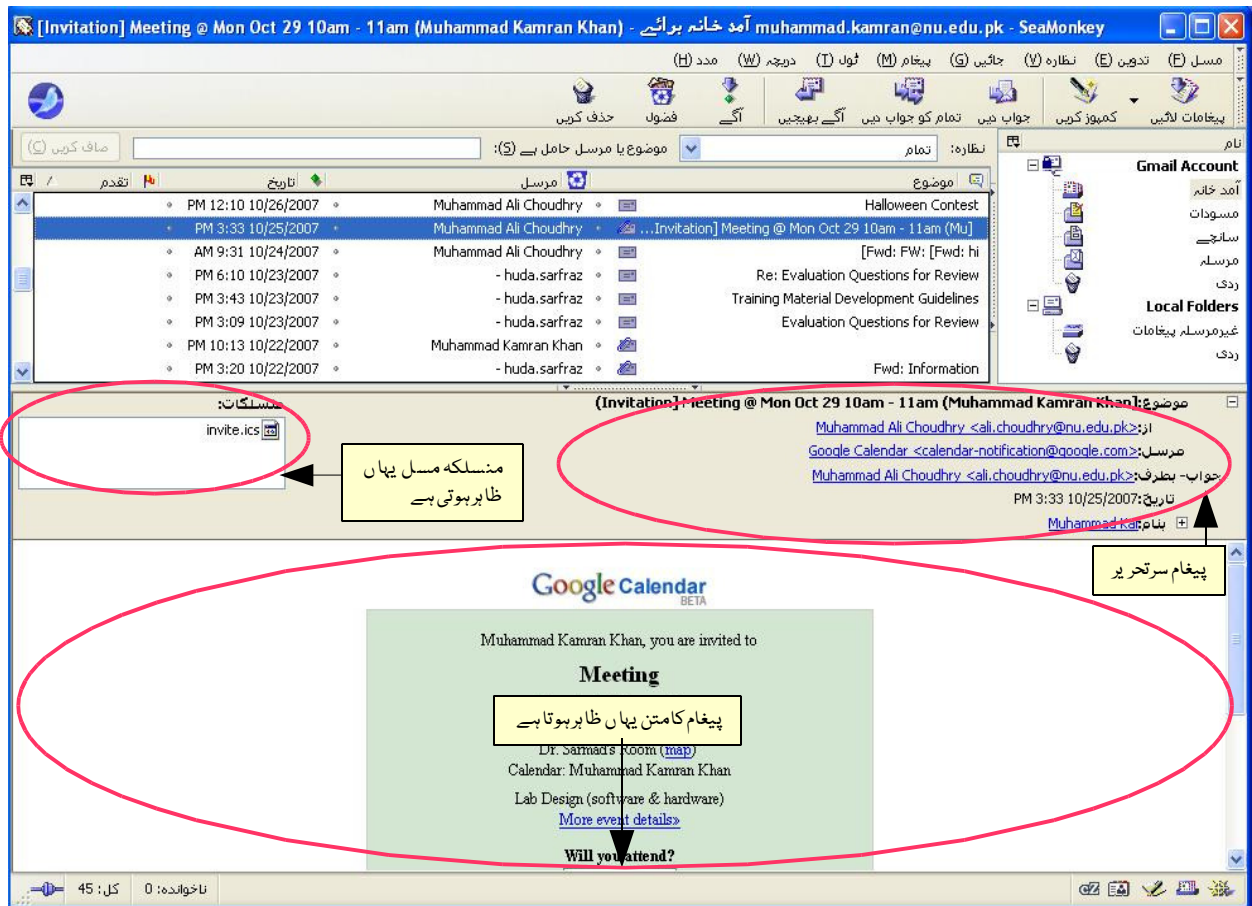 [Invitation] Meeting @ Mon Oct 29 10am - 11am (Muhammad Kamran Khan) - آمد خانہ برائے muhammad.kamran@nu.edu.pk - SeaMonkey
مسل (F) تدوین (E) نظارہ (V) جائیں (G) پیغام (M) ٹول (T) دریچہ (W) مدد (H)
پیغامات لائیں کمپوز کریں جواب دیں تمام کو جواب دیں آگے بھیجیں آگے فضول حذف کریں
نام
Gmail Account
آمد خانہ
مسودات
سانچے
مرسلہ
ردی
Local Folders
غیرمرسلہ پیغامات
ردی
نظارہ: تمام موضوع یا مرسل حامل ہے (S): صاف کریں (C)
موضوع مرسل تاریخ تقدم
Halloween Contest Muhammad Ali Choudhry PM 12:10 10/26/2007
...Invitation] Meeting @ Mon Oct 29 10am - 11am (Mu] Muhammad Ali Choudhry PM 3:33 10/25/2007
[Fwd: FW: [Fwd: hi Muhammad Ali Choudhry AM 9:31 10/24/2007
Re: Evaluation Questions for Review - huda.sarfraz PM 6:10 10/23/2007
Training Material Development Guidelines - huda.sarfraz PM 3:43 10/23/2007
Evaluation Questions for Review - huda.sarfraz PM 3:09 10/23/2007
Muhammad Kamran Khan PM 10:13 10/22/2007
Fwd: Information - huda.sarfraz PM 3:20 10/22/2007
موضوع: [Invitation] Meeting @ Mon Oct 29 10am - 11am (Muhammad Kamran Khan)
از: Muhammad Ali Choudhry <ali.choudhry@nu.edu.pk>
مرسل: Google Calendar <calendar-notification@google.com>
جواب- بطرف: Muhammad Ali Choudhry <ali.choudhry@nu.edu.pk>
تاریخ: PM 3:33 10/25/2007
بنام: Muhammad Kar
منسلکات:
invite.ics
منسلکہ مسل یہاں
ظاہر ہوتی ہے
پیغام سرتحریر
Google Calendar
BETA
Muhammad Kamran Khan, you are invited to
Meeting
پیغام کا متن یہاں ظاہر ہوتا ہے
Dr. Sarmad's Room (map)
Calendar: Muhammad Kamran Khan
Lab Design (software & hardware)
More event details»
Will you attend?
ناخواندہ: 0 کل: 45